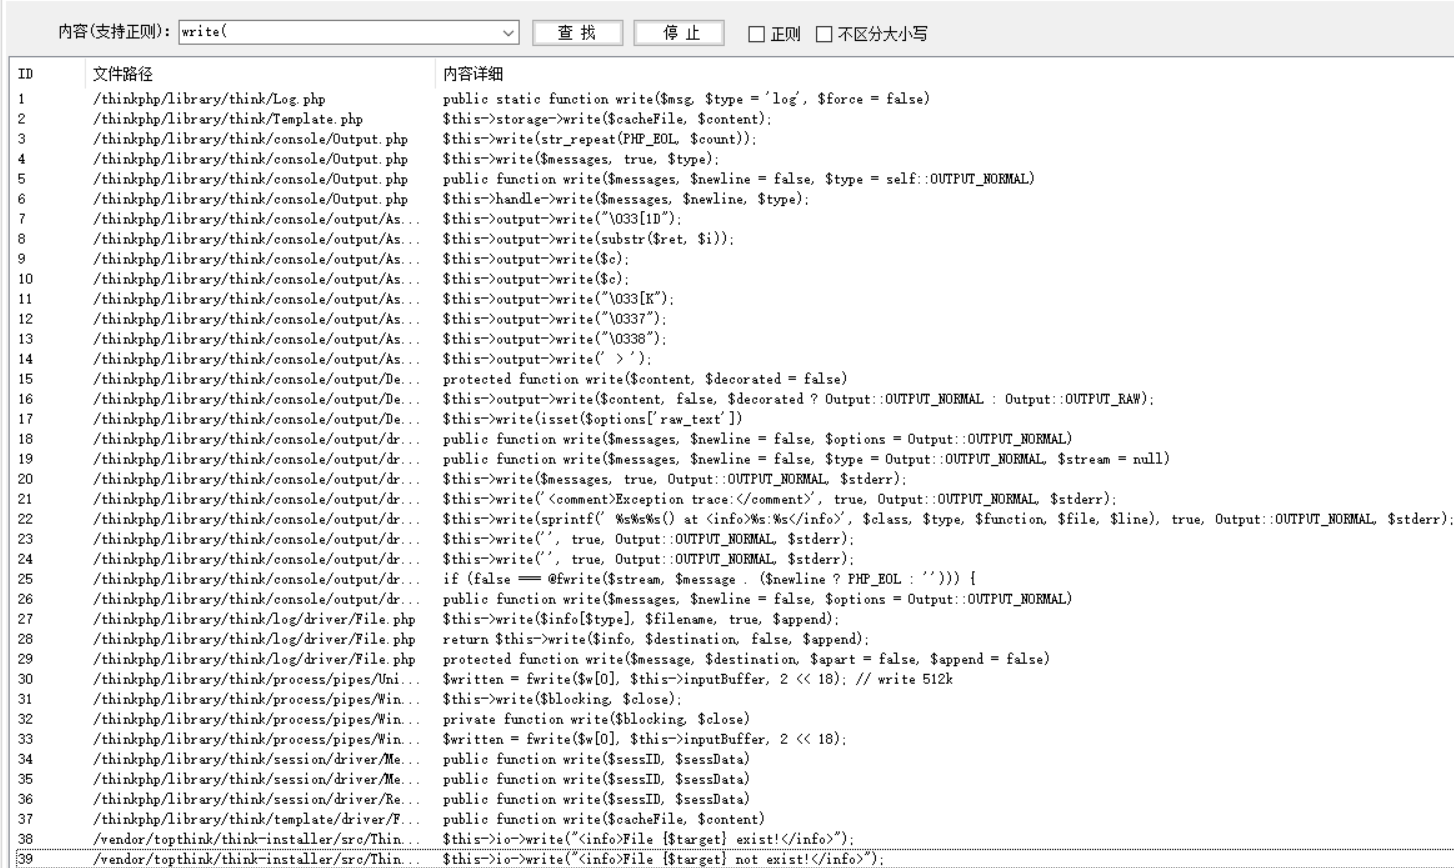 内容(支持正则)： write( 查 找 停 止 正则 不区分大小写
ID 文件路径 内容详细
1 /thinkphp/library/think/Log.php public static function write($msg, $type = 'log', $force = false)
2 /thinkphp/library/think/Template.php $this->storage->write($cacheFile, $content);
3 /thinkphp/library/think/console/Output.php $this->write(str_repeat(PHP_EOL, $count));
4 /thinkphp/library/think/console/Output.php $this->write($messages, true, $type);
5 /thinkphp/library/think/console/Output.php public function write($messages, $newline = false, $type = self::OUTPUT_NORMAL)
6 /thinkphp/library/think/console/Output.php $this->handle->write($messages, $newline, $type);
7 /thinkphp/library/think/console/output/As... $this->output->write("\033[1D");
8 /thinkphp/library/think/console/output/As... $this->output->write(substr($ret, $i));
9 /thinkphp/library/think/console/output/As... $this->output->write($c);
10 /thinkphp/library/think/console/output/As... $this->output->write($c);
11 /thinkphp/library/think/console/output/As... $this->output->write("\033[K");
12 /thinkphp/library/think/console/output/As... $this->output->write("\0337");
13 /thinkphp/library/think/console/output/As... $this->output->write("\0338");
14 /thinkphp/library/think/console/output/As... $this->output->write(' > ');
15 /thinkphp/library/think/console/output/De... protected function write($content, $decorated = false)
16 /thinkphp/library/think/console/output/De... $this->output->write($content, false, $decorated ? Output::OUTPUT_NORMAL : Output::OUTPUT_RAW);
17 /thinkphp/library/think/console/output/De... $this->write(isset($options['raw_text'])
18 /thinkphp/library/think/console/output/dr... public function write($messages, $newline = false, $options = Output::OUTPUT_NORMAL)
19 /thinkphp/library/think/console/output/dr... public function write($messages, $newline = false, $type = Output::OUTPUT_NORMAL, $stream = null)
20 /thinkphp/library/think/console/output/dr... $this->write($messages, true, Output::OUTPUT_NORMAL, $stderr);
21 /thinkphp/library/think/console/output/dr... $this->write('<comment>Exception trace:</comment>', true, Output::OUTPUT_NORMAL, $stderr);
22 /thinkphp/library/think/console/output/dr... $this->write(sprintf(' %s%s%s() at <info>%s:%s</info>', $class, $type, $function, $file, $line), true, Output::OUTPUT_NORMAL, $stderr);
23 /thinkphp/library/think/console/output/dr... $this->write('', true, Output::OUTPUT_NORMAL, $stderr);
24 /thinkphp/library/think/console/output/dr... $this->write('', true, Output::OUTPUT_NORMAL, $stderr);
25 /thinkphp/library/think/console/output/dr... if (false === @fwrite($stream, $message . ($newline ? PHP_EOL : ''))) {
26 /thinkphp/library/think/console/output/dr... public function write($messages, $newline = false, $options = Output::OUTPUT_NORMAL)
27 /thinkphp/library/think/log/driver/File.php $this->write($info[$type], $filename, true, $append);
28 /thinkphp/library/think/log/driver/File.php return $this->write($info, $destination, false, $append);
29 /thinkphp/library/think/log/driver/File.php protected function write($message, $destination, $apart = false, $append = false)
30 /thinkphp/library/think/process/pipes/Uni... $written = fwrite($w[0], $this->inputBuffer, 2 << 18); // write 512k
31 /thinkphp/library/think/process/pipes/Win... $this->write($blocking, $close);
32 /thinkphp/library/think/process/pipes/Win... private function write($blocking, $close)
33 /thinkphp/library/think/process/pipes/Win... $written = fwrite($w[0], $this->inputBuffer, 2 << 18);
34 /thinkphp/library/think/session/driver/Me... public function write($sessID, $sessData)
35 /thinkphp/library/think/session/driver/Me... public function write($sessID, $sessData)
36 /thinkphp/library/think/session/driver/Re... public function write($sessID, $sessData)
37 /thinkphp/library/think/template/driver/F... public function write($cacheFile, $content)
38 /vendor/topthink/think-installer/src/Thin... $this->io->write("<info>File {$target} exist!</info>");
39 /vendor/topthink/think-installer/src/Thin... $this->io->write("<info>File {$target} not exist!</info>");